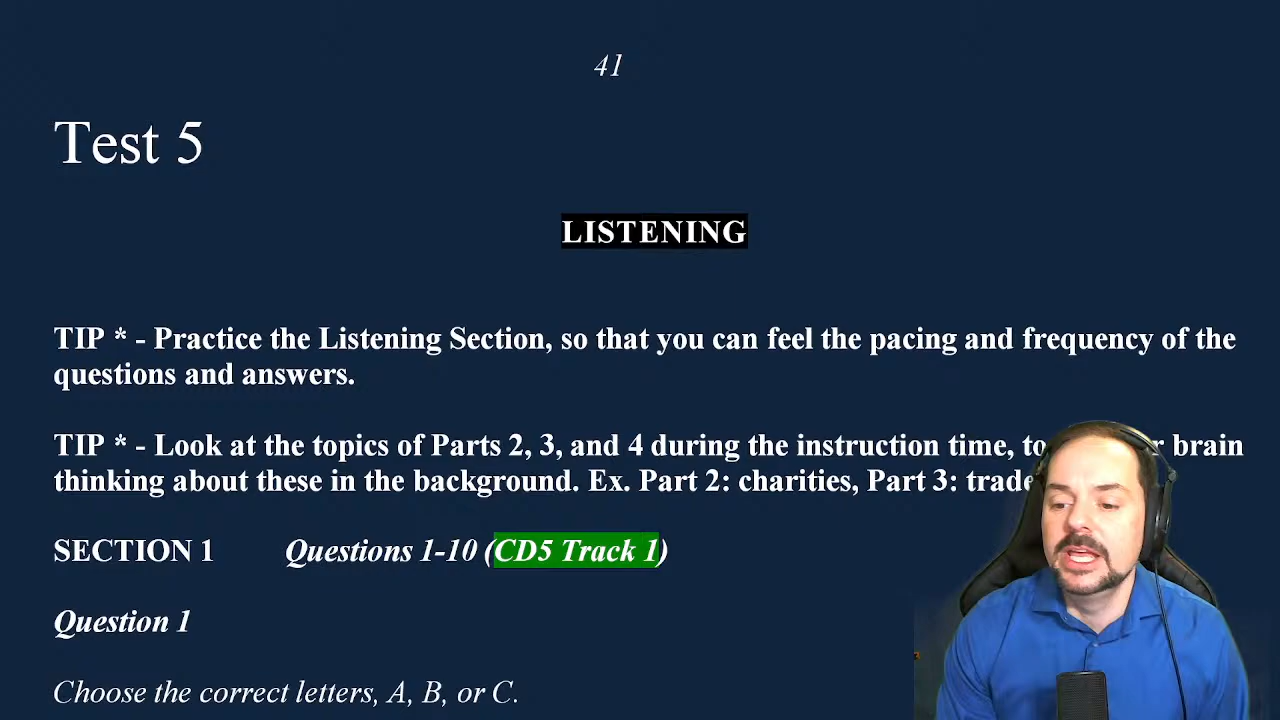 41
Test 5
LISTENING
TIP * - Practice the Listening Section, so that you can feel the pacing and frequency of the
questions and answers.
TIP * - Look at the topics of Parts 2, 3, and 4 during the instruction time, to brain
thinking about these in the background. Ex. Part 2: charities, Part 3: trade
SECTION 1 Questions 1-10 (CD5 Track 1)
Question 1
Choose the correct letters, A, B, or C.